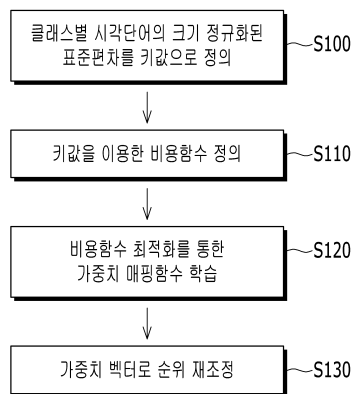 클래스별 시각단어의 크기 정규화된
표준편차를 키값으로 정의
S100
키값을 이용한 비용함수 정의
S110
비용함수 최적화를 통한
가중치 매핑함수 학습
S120
가중치 벡터로 순위 재조정
S130